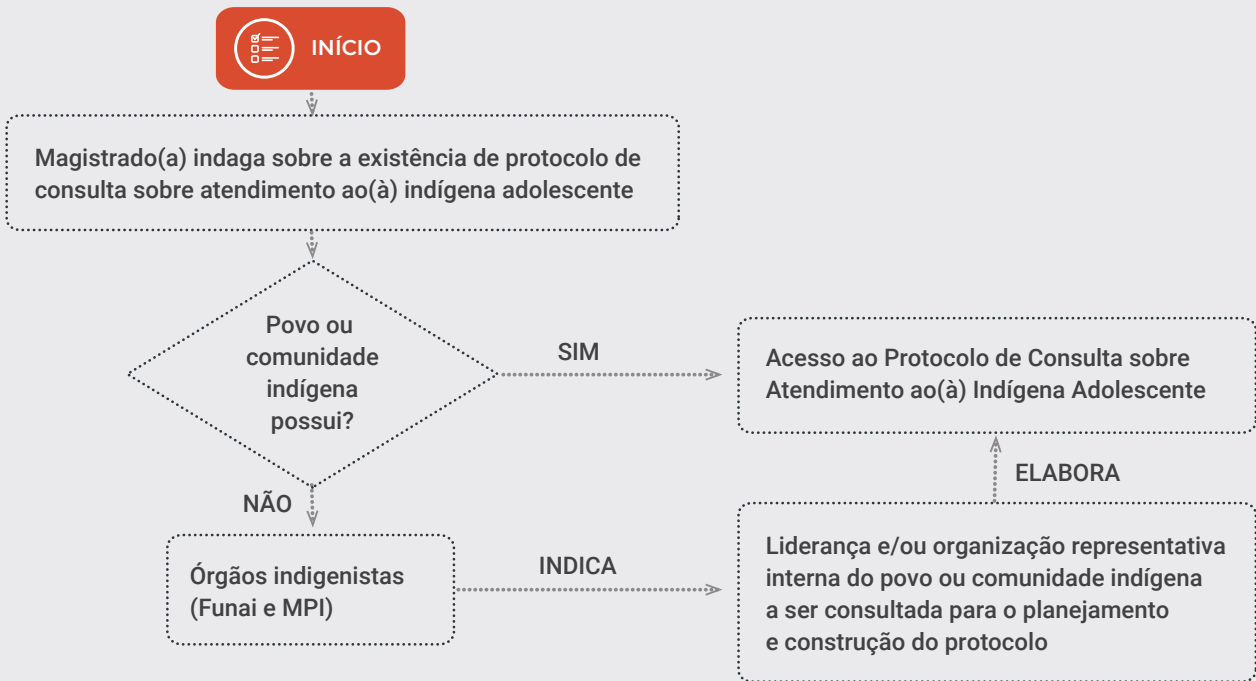 INÍCIO
Magistrado(a) indaga sobre a existência de protocolo de
consulta sobre atendimento ao(à) indígena adolescente
Povo ou
comunidade
indígena
possui?
SIM
Acesso ao Protocolo de Consulta sobre
Atendimento ao(à) Indígena Adolescente
NÃO
Órgãos indigenistas
(Funai e MPI)
INDICA
Liderança e/ou organização representativa
interna do povo ou comunidade indígena
a ser consultada para o planejamento
e construção do protocolo
ELABORA